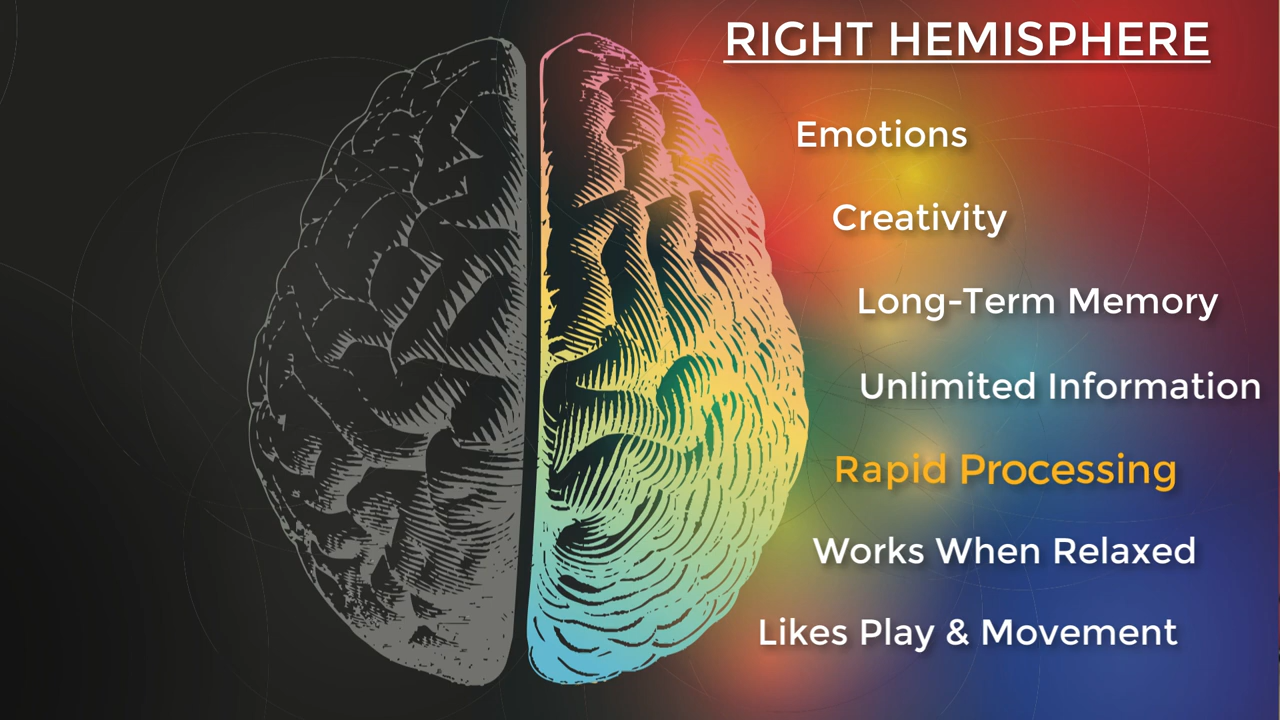 RIGHT HEMISPHERE
Emotions
Creativity
Long-Term Memory
Unlimited Information
Rapid Processing
Works When Relaxed
Likes Play & Movement